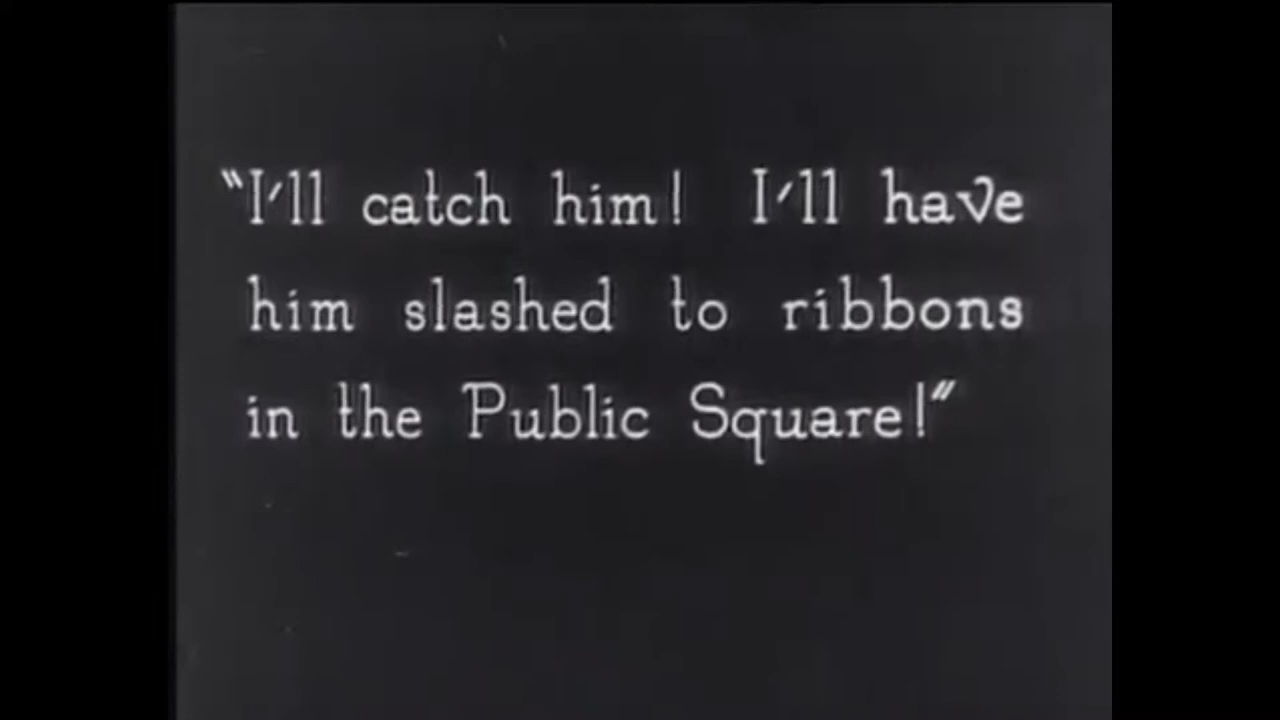 "I'll catch him! I'll have
him slashed to ribbons
in the Public Square!"